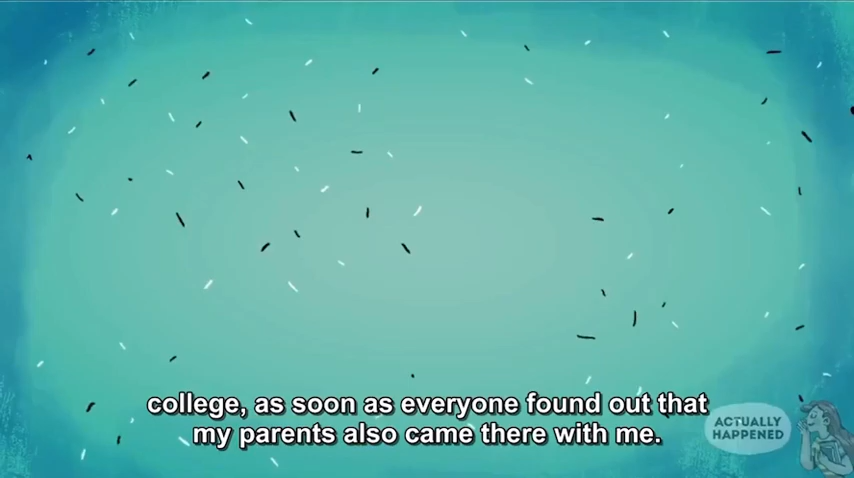 college, as soon as everyone found out that
my parents also came there with me.
ACTUALLY
HAPPENED